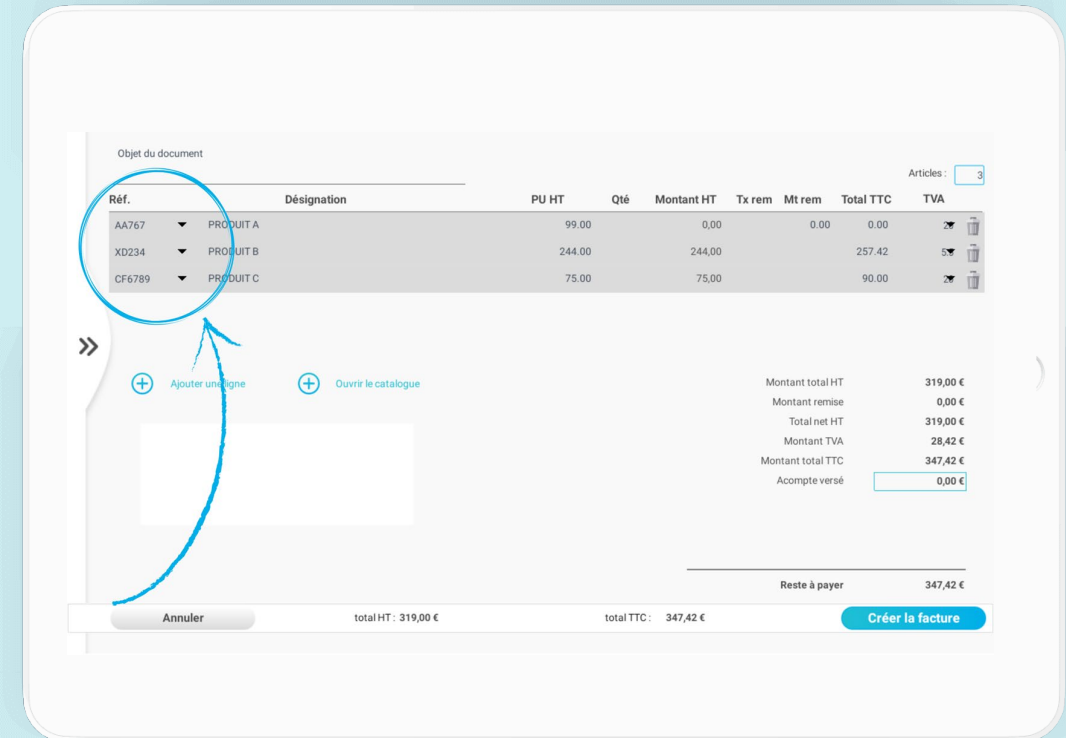 Objet du document
Articles : 3
Réf. Désignation PU HT Qté Montant HT Tx rem Mt rem Total TTC TVA
AA767 PRODUIT A 99.00 0,00 0.00 0.00
XD234 PRODUIT B 244.00 244,00 257.42
CF6789 PRODUIT C 75.00 75,00 90.00
Ajouter une ligne Ouvrir le catalogue
Montant total HT 319,00 €
Montant remise 0,00 €
Total net HT 319,00 €
Montant TVA 28,42 €
Montant total TTC 347,42 €
Acompte versé 0,00 €
Reste à payer 347,42 €
Annuler total HT : 319,00 € total TTC : 347,42 € Créer la facture